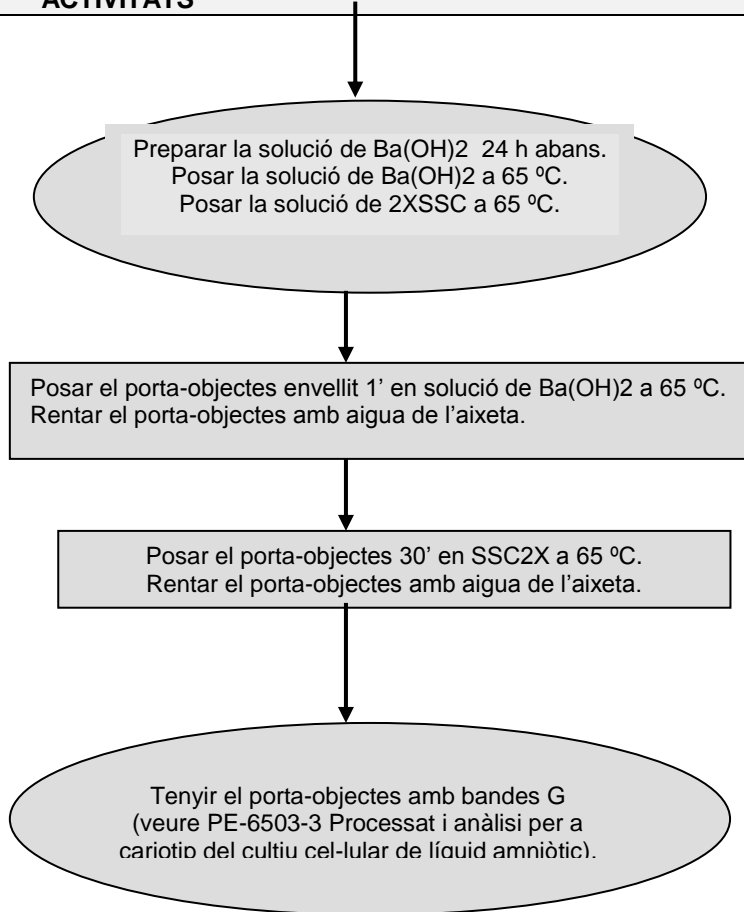 ACTIVITATS
Preparar la solució de Ba(OH)2 24 h abans.
Posar la solució de Ba(OH)2 a 65 ºC.
Posar la solució de 2XSSC a 65 ºC.
Posar el porta-objectes envellit 1’ en solució de Ba(OH)2 a 65 ºC.
Rentar el porta-objectes amb aigua de l’aixeta.
Posar el porta-objectes 30’ en SSC2X a 65 ºC.
Rentar el porta-objectes amb aigua de l’aixeta.
Tenyir el porta-objectes amb bandes G
(veure PE-6503-3 Processat i anàlisi per a
cariotip del cultiu cel-lular de líquid amniòtic).